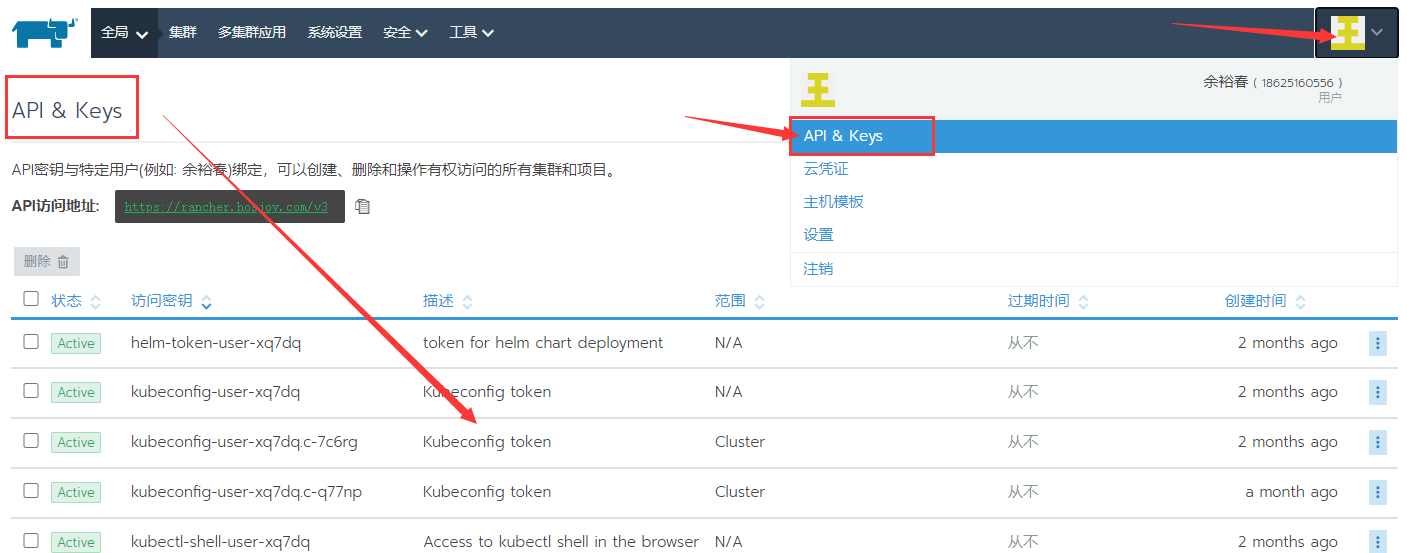 全局 集群 多集群应用 系统设置 安全 工具
API & Keys
余裕春 ( 18625160556 )
用户
API & Keys
云凭证
主机模板
设置
注销
API密钥与特定用户(例如: 余裕春)绑定，可以创建、删除和操作有权访问的所有集群和项目。
API访问地址: https://rancher.hosjoy.com/v3
删除
状态 访问密钥 描述 范围 过期时间 创建时间
Active helm-token-user-xq7dq token for helm chart deployment N/A 从不 2 months ago
Active kubeconfig-user-xq7dq Kubeconfig token N/A 从不 2 months ago
Active kubeconfig-user-xq7dq.c-7c6rg Kubeconfig token Cluster 从不 2 months ago
Active kubeconfig-user-xq7dq.c-q77np Kubeconfig token Cluster 从不 a month ago
Active kubectl-shell-user-xq7dq Access to kubectl shell in the browser N/A 从不 2 months ago